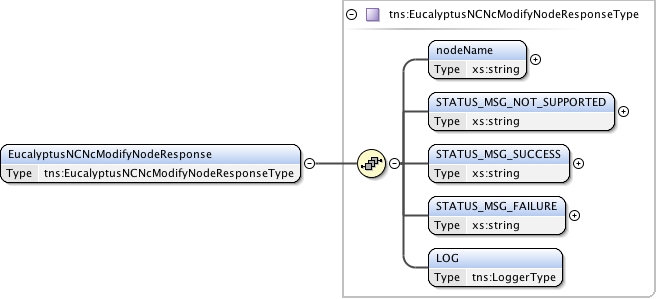 tns:EucalyptusNCNcModifyNodeResponseType
nodeName
Type xs:string
STATUS_MSG_NOT_SUPPORTED
Type xs:string
EucalyptusNCNcModifyNodeResponse
Type tns:EucalyptusNCNcModifyNodeResponseType
STATUS_MSG_SUCCESS
Type xs:string
STATUS_MSG_FAILURE
Type xs:string
LOG
Type tns:LoggerType